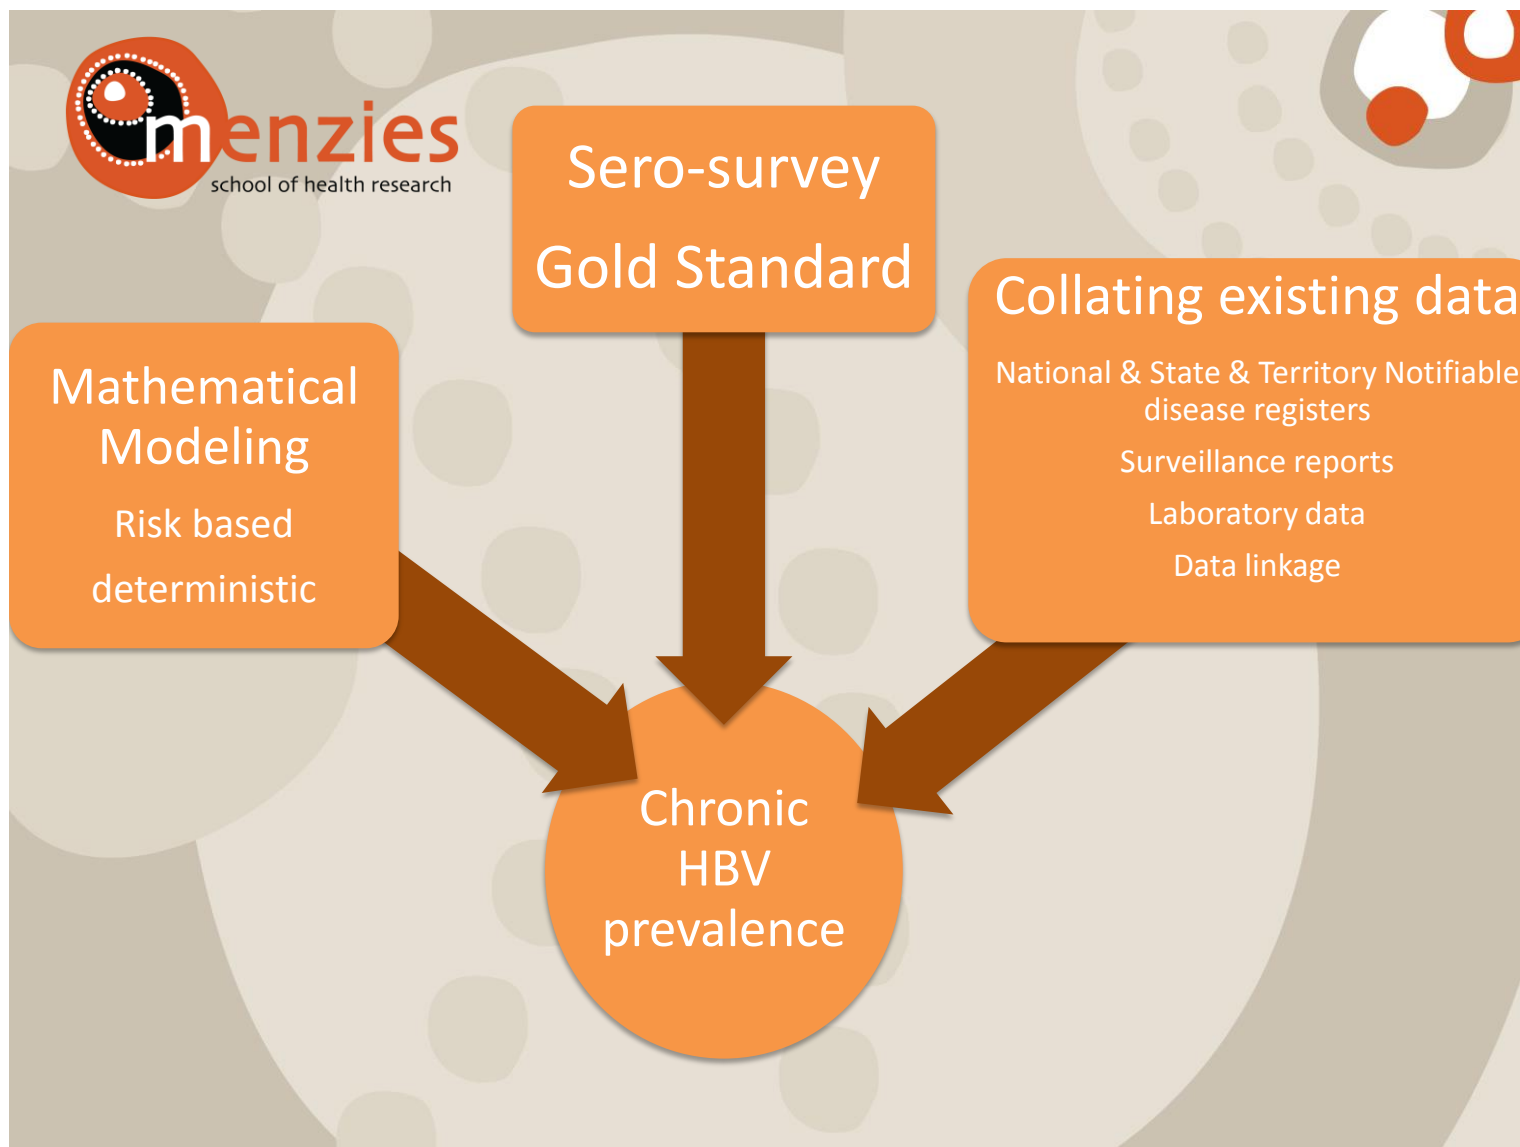 menzies
school of health research
Sero-survey
Gold Standard
Mathematical
Modeling
Risk based
deterministic
Collating existing data
National & State & Territory Notifiable
disease registers
Surveillance reports
Laboratory data
Data linkage
Chronic
HBV
prevalence